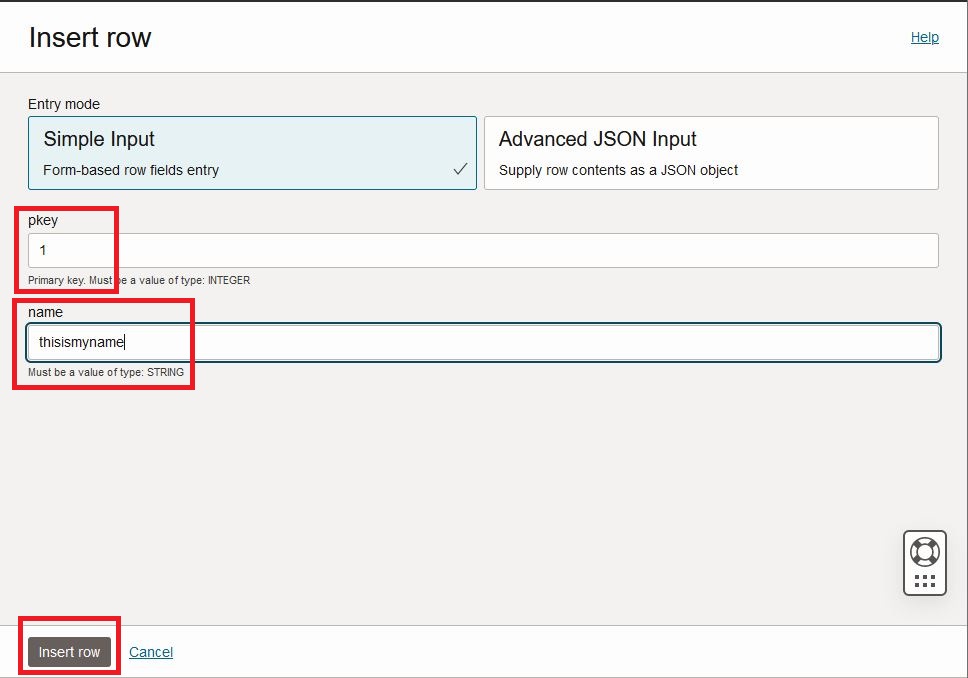 Insert row
Help
Entry mode
Simple Input
Form-based row fields entry
Advanced JSON Input
Supply row contents as a JSON object
pkey
1
Primary key. Must be a value of type: INTEGER
name
thisismyname
Must be a value of type: STRING
Insert row
Cancel